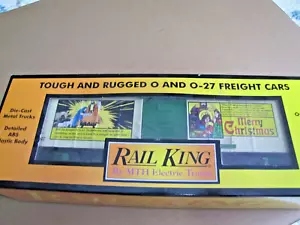 TOUGH AND RUGGED O AND O-27 FREIGHT CARS
Die-Cast
Metal Trucks
Detailed
ABS
Plastic Body
Merry
Christmas
RAIL KING
By MTH Electric Trains